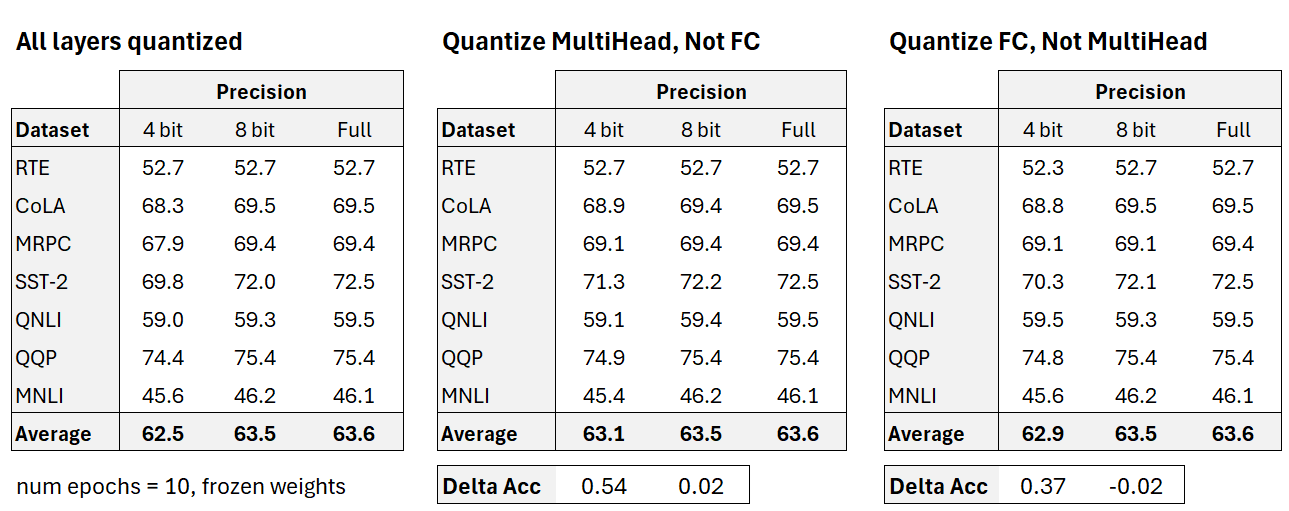 All layers quantized
Precision
Dataset 4 bit 8 bit Full
RTE 52.7 52.7 52.7
CoLA 68.3 69.5 69.5
MRPC 67.9 69.4 69.4
SST-2 69.8 72.0 72.5
QNLI 59.0 59.3 59.5
QQP 74.4 75.4 75.4
MNLI 45.6 46.2 46.1
Average 62.5 63.5 63.6
num epochs = 10, frozen weights
Quantize MultiHead, Not FC
Precision
Dataset 4 bit 8 bit Full
RTE 52.7 52.7 52.7
CoLA 68.9 69.4 69.5
MRPC 69.1 69.4 69.4
SST-2 71.3 72.2 72.5
QNLI 59.1 59.4 59.5
QQP 74.9 75.4 75.4
MNLI 45.4 46.2 46.1
Average 63.1 63.5 63.6
Delta Acc 0.54 0.02
Quantize FC, Not MultiHead
Precision
Dataset 4 bit 8 bit Full
RTE 52.3 52.7 52.7
CoLA 68.8 69.5 69.5
MRPC 69.1 69.1 69.4
SST-2 70.3 72.1 72.5
QNLI 59.5 59.3 59.5
QQP 74.8 75.4 75.4
MNLI 45.6 46.2 46.1
Average 62.9 63.5 63.6
Delta Acc 0.37 -0.02